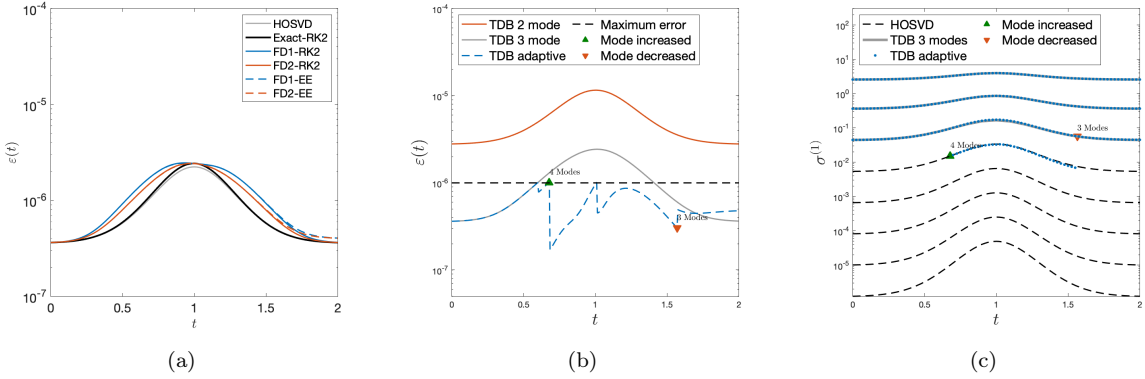 HOSVD
Exact-RK2
FD1-RK2
FD2-RK2
FD1-EE
FD2-EE
10^{-4}
10^{-5}
10^{-6}
10^{-7}
ε(t)
0 0.5 1 1.5 2
t
(a)
TDB 2 mode
TDB 3 mode
TDB adaptive
Maximum error
Mode increased
Mode decreased
10^{-4}
10^{-5}
10^{-6}
10^{-7}
ε(t)
4 Modes
3 Modes
0 0.5 1 1.5 2
t
(b)
HOSVD
TDB 3 modes
TDB adaptive
Mode increased
Mode decreased
10^{2}
10^{0}
10^{-1}
10^{-2}
10^{-4}
10^{-5}
σ^{(1)}
3 Modes
4 Modes
0 0.5 1 1.5 2
t
(c)